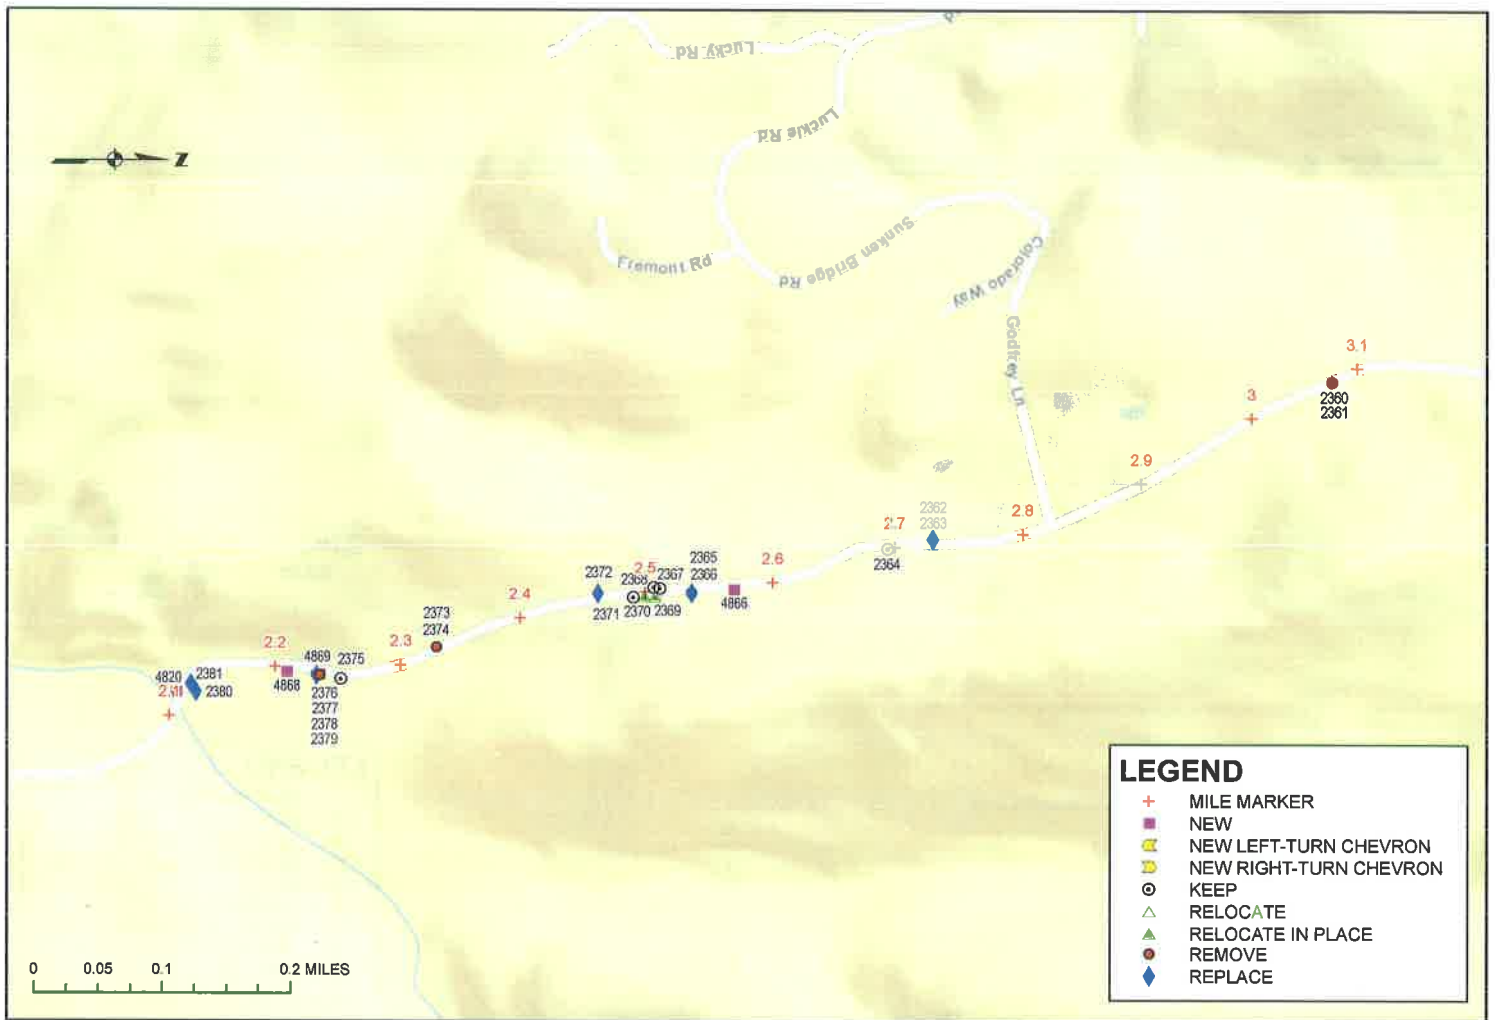 Lucky Rd
Luckie Rd
Z
Fremont Rd
Sunken Bridge Rd
Colorado Way
Godfrey Ln
3.1
2360
2361
3
2.9
2.8
2362
2363
2.7
2364
2.6
2365
2366
4866
2.5
2367
2368
2369
2370
2372
2371
2.4
2373
2374
2.3
2375
4869
2376
2377
2378
2379
2.2
4868
4820
2381
2380
0 0.05 0.1 0.2 MILES
LEGEND
MILE MARKER
NEW
NEW LEFT-TURN CHEVRON
NEW RIGHT-TURN CHEVRON
KEEP
RELOCATE
RELOCATE IN PLACE
REMOVE
REPLACE